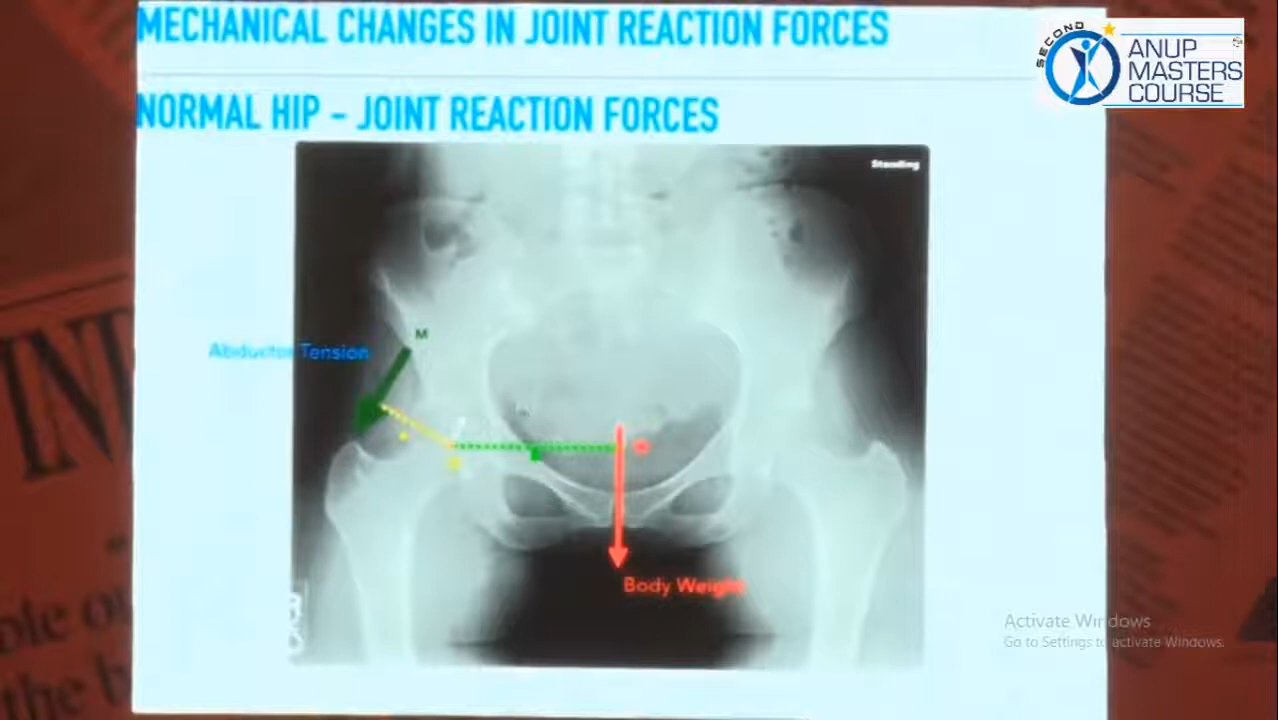 MECHANICAL CHANGES IN JOINT REACTION FORCES
SECOND
ANUP
MASTERS
COURSE
NORMAL HIP - JOINT REACTION FORCES
Standing
M
Abductor Tension
Body Weight
Activate Windows
Go to Settings to activate Windows.
the